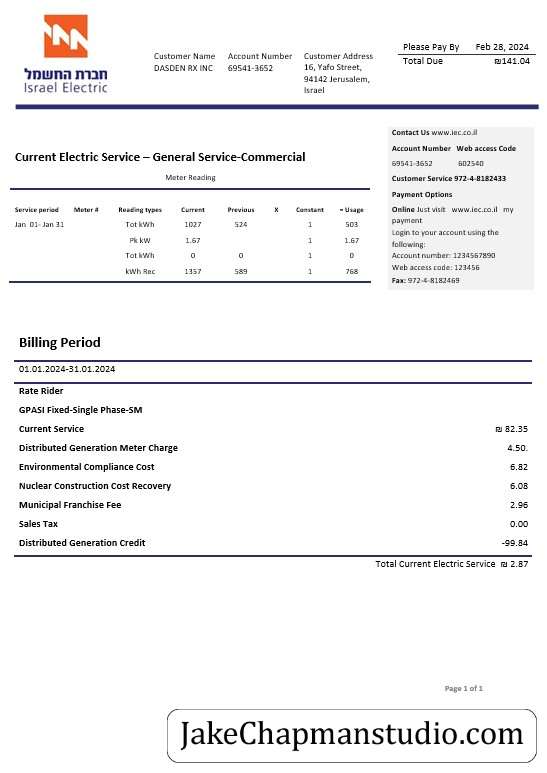 חברת החשמל
Israel Electric
Customer Name Account Number Customer Address
DASDEN RX INC 69541-3652 16, Yafo Street,
94142 Jerusalem,
Israel
Please Pay By Feb 28, 2024
Total Due ₪141.04
Current Electric Service – General Service-Commercial
Meter Reading
Service period Meter # Reading types Current Previous X Constant = Usage
Jan 01- Jan 31 Tot kWh 1027 524 1 503
Pk kW 1.67 1 1.67
Tot kWh 0 0 1 0
kWh Rec 1357 589 1 768
Contact Us www.iec.co.il
Account Number Web access Code
69541-3652 602540
Customer Service 972-4-8182433
Payment Options
Online Just visit www.iec.co.il my
payment
Login to your account using the
following:
Account number: 1234567890
Web access code: 123456
Fax: 972-4-8182469
Billing Period
01.01.2024-31.01.2024
Rate Rider
GPASI Fixed-Single Phase-SM
Current Service ₪ 82.35
Distributed Generation Meter Charge 4.50.
Environmental Compliance Cost 6.82
Nuclear Construction Cost Recovery 6.08
Municipal Franchise Fee 2.96
Sales Tax 0.00
Distributed Generation Credit -99.84
Total Current Electric Service ₪ 2.87
Page 1 of 1
JakeChapmanstudio.com